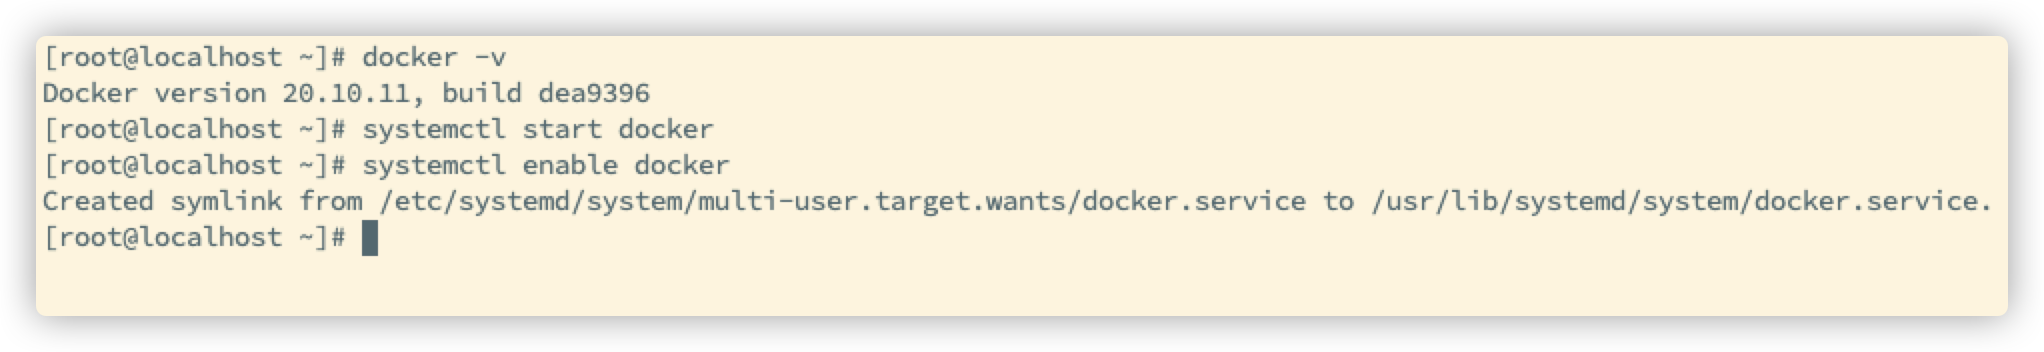 [root@localhost ~]# docker -v
Docker version 20.10.11, build dea9396
[root@localhost ~]# systemctl start docker
[root@localhost ~]# systemctl enable docker
Created symlink from /etc/systemd/system/multi-user.target.wants/docker.service to /usr/lib/systemd/system/docker.service.
[root@localhost ~]#